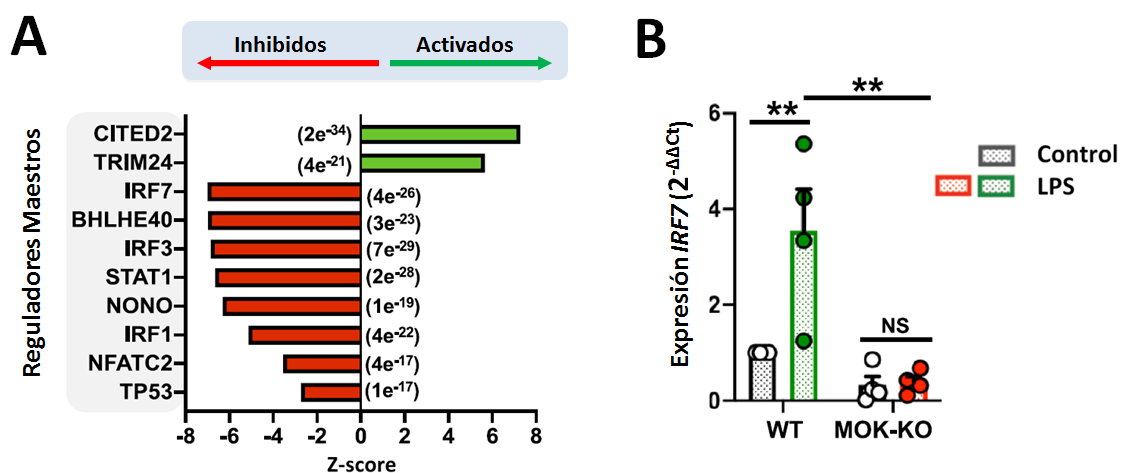 A
Inhibidos Activados
Reguladores Maestros
CITED2 (2e-34)
TRIM24 (4e-21)
IRF7 (4e-26)
BHLHE40 (3e-23)
IRF3 (7e-29)
STAT1 (2e-28)
NONO (1e-19)
IRF1 (4e-22)
NFATC2 (4e-17)
TP53 (1e-17)
-8 -6 -4 -2 0 2 4 6 8
Z-score
B
Expresión IRF7 (2-ΔΔCt)
6
4
2
0
**
**
NS
WT MOK-KO
Control
LPS